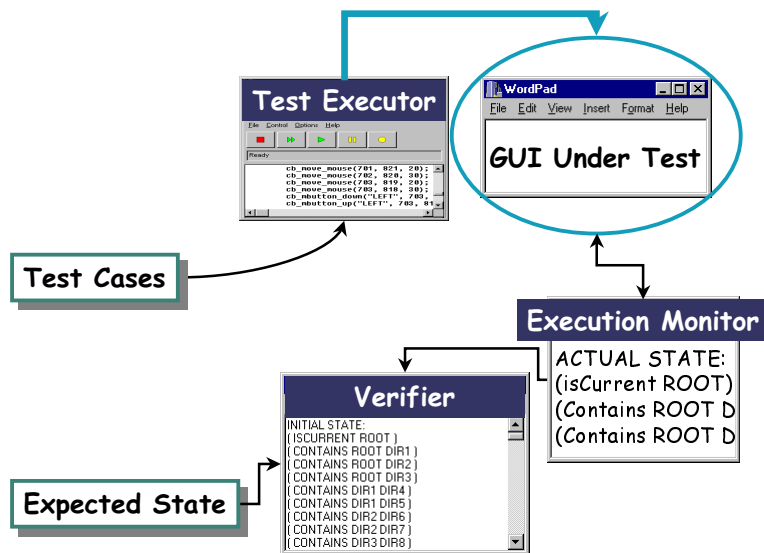 Test Executor
File Control Options Help
Ready
cb_move_mouse(701, 821, 20);
cb_move_mouse(702, 820, 30);
cb_move_mouse(703, 819, 20);
cb_move_mouse(703, 818, 30);
cb_mbutton_down("LEFT", 703,
cb_mbutton_up("LEFT", 703, 81
WordPad
File Edit View Insert Format Help
GUI Under Test
Test Cases
Execution Monitor
ACTUAL STATE:
(isCurrent ROOT)
(Contains ROOT D
(Contains ROOT D
Verifier
INITIAL STATE:
( ISCURRENT ROOT )
( CONTAINS ROOT DIR1 )
( CONTAINS ROOT DIR2 )
( CONTAINS ROOT DIR3 )
( CONTAINS DIR1 DIR4 )
( CONTAINS DIR1 DIR5 )
( CONTAINS DIR2 DIR6 )
( CONTAINS DIR2 DIR7 )
( CONTAINS DIR3 DIR8 )
Expected State